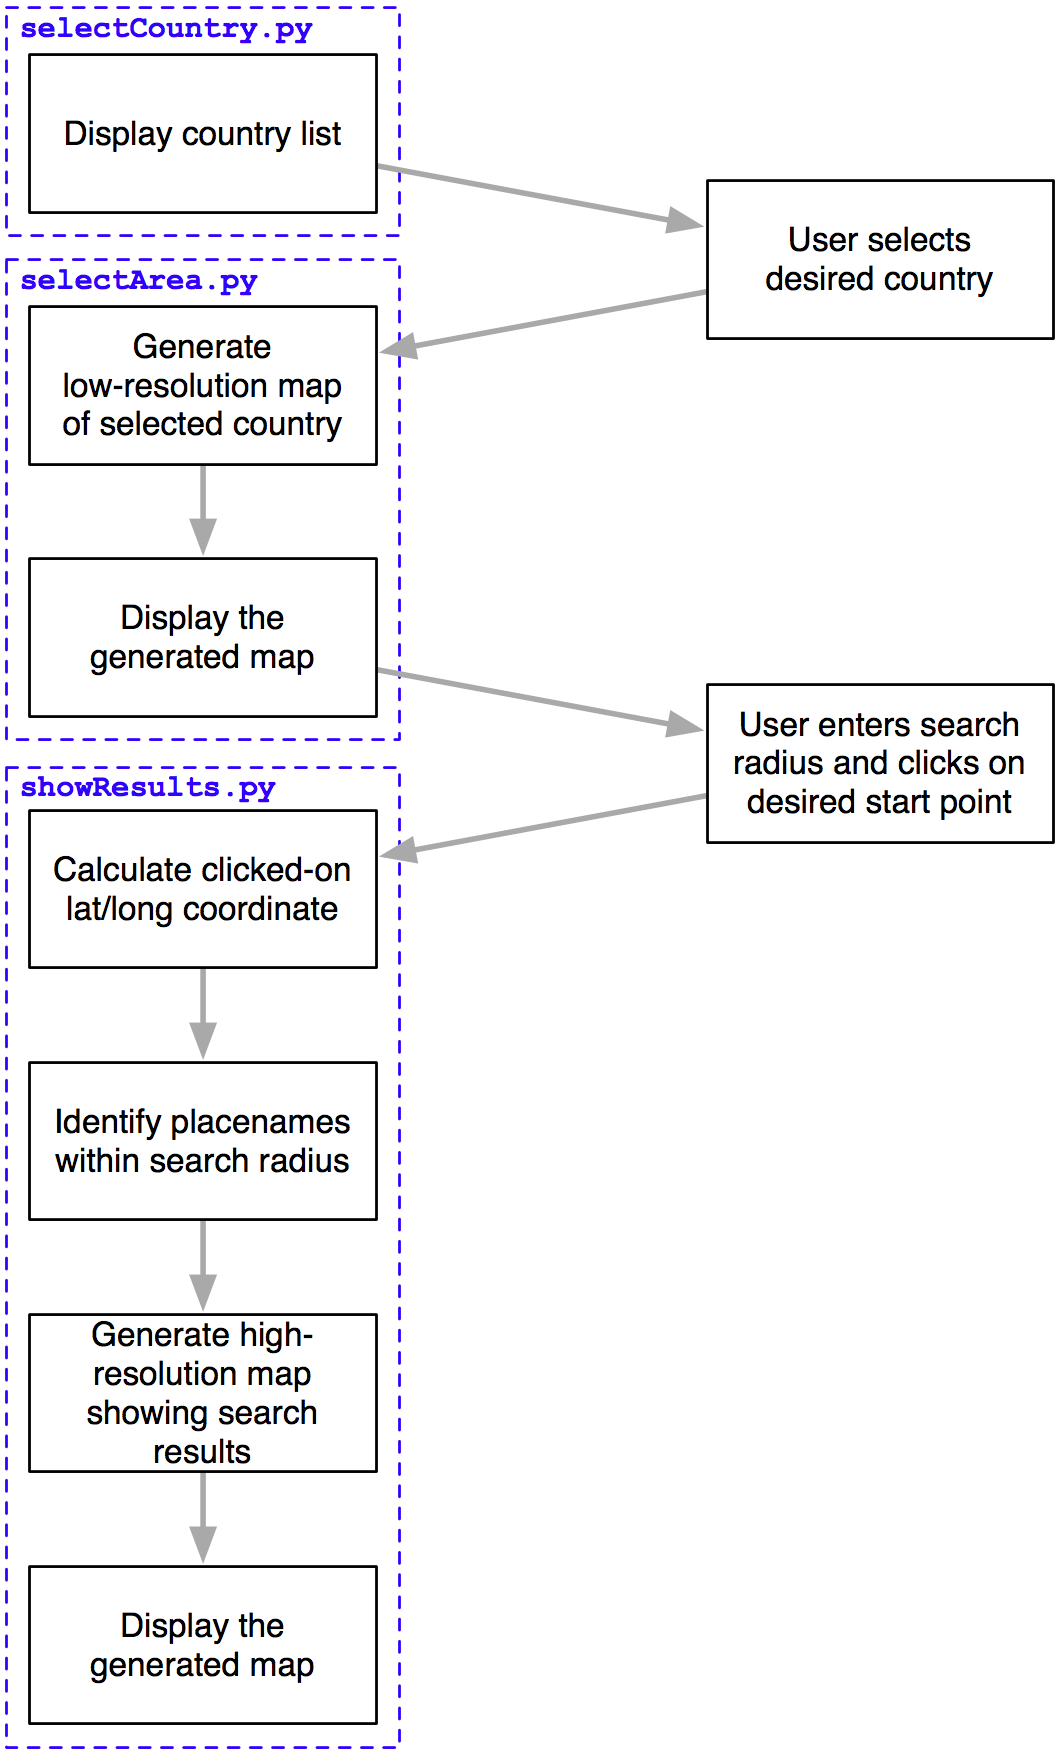 selectCountry.py
Display country list
User selects
desired country
selectArea.py
Generate
low-resolution map
of selected country
Display the
generated map
User enters search
radius and clicks on
desired start point
showResults.py
Calculate clicked-on
lat/long coordinate
Identify placenames
within search radius
Generate high-
resolution map
showing search
results
Display the
generated map